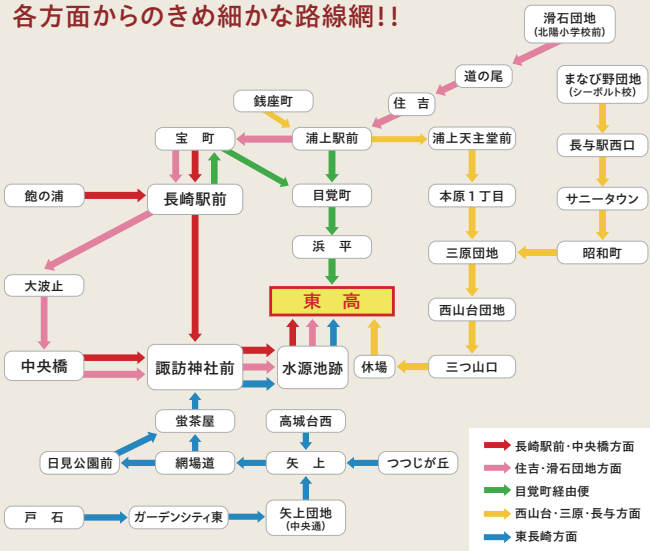 各方面からのきめ細かな路線網!!
滑石団地
(北陽小学校前)
道の尾
まなび野団地
(シーボルト校)
銭座町
住 吉
宝 町
浦上駅前
浦上天主堂前
長与駅西口
飽の浦
長崎駅前
目覚町
本原１丁目
サニータウン
浜 平
三原団地
昭和町
大波止
東 高
西山台団地
中央橋
諏訪神社前
水源池跡
休場
三つ山口
蛍茶屋
高城台西
日見公園前
網場道
矢 上
つつじが丘
戸 石
ガーデンシティ東
矢上団地
(中央通)
長崎駅前･中央橋方面
住吉･滑石団地方面
目覚町経由便
西山台･三原･長与方面
東長崎方面